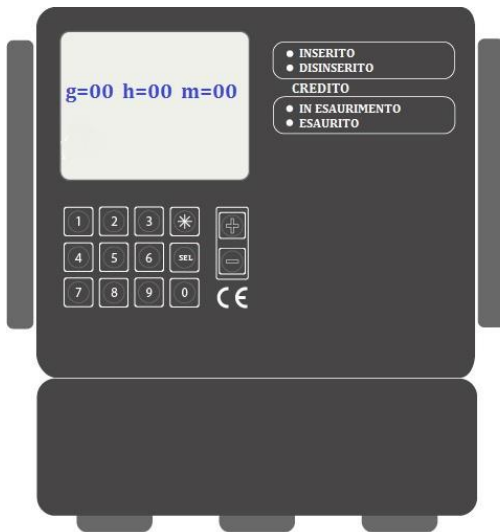 g=00 h=00 m=00
INSERITO
DISINSERITO
CREDITO
IN ESAURIMENTO
ESAURITO
1 2 3 * +
4 5 6 SEL −
7 8 9 0 CE